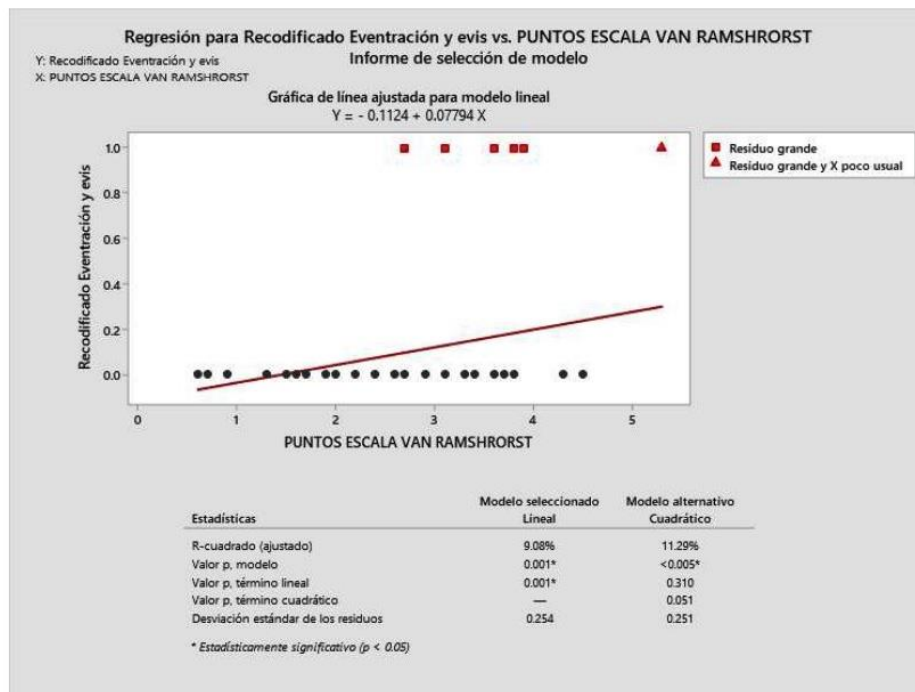 Regresión para Recodificado Eventración y evis vs. PUNTOS ESCALA VAN RAMSHRORST
Informe de selección de modelo
Y: Recodificado Eventración y evis
X: PUNTOS ESCALA VAN RAMSHRORST
Gráfica de línea ajustada para modelo lineal
Y = - 0.1124 + 0.07794 X
Residuo grande
Residuo grande y X poco usual
Recodificado Eventración y evis
1.0
0.8
0.6
0.4
0.2
0.0
0 1 2 3 4 5
PUNTOS ESCALA VAN RAMSHRORST
Modelo seleccionado Modelo alternativo
Estadísticas Lineal Cuadrático
R-cuadrado (ajustado) 9.08% 11.29%
Valor p, modelo 0.001* <0.005*
Valor p, término lineal 0.001* 0.310
Valor p, término cuadrático — 0.051
Desviación estándar de los residuos 0.254 0.251
* Estadísticamente significativo (p < 0.05)